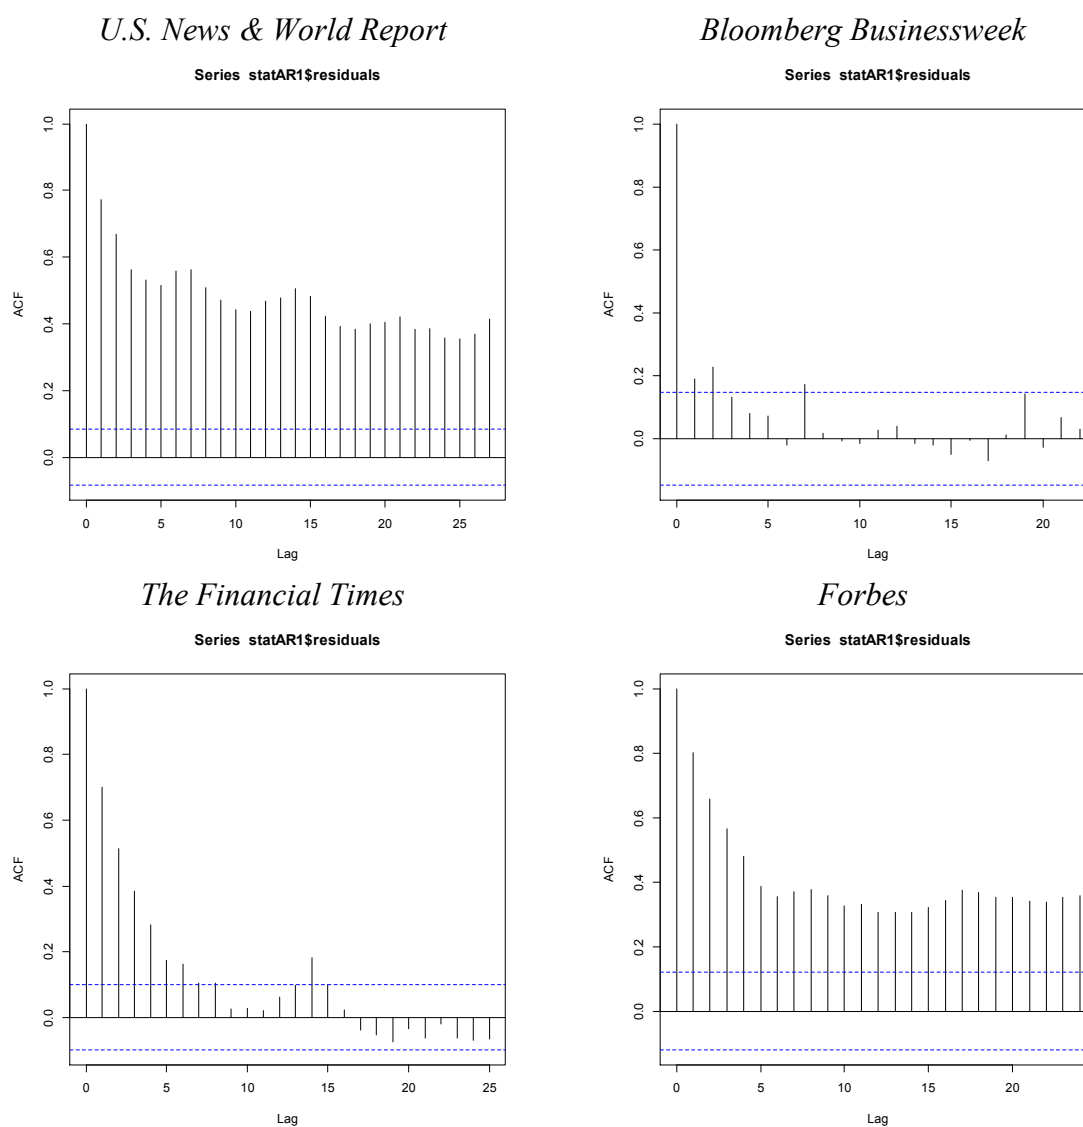 U.S. News & World Report
Series statAR1$residuals
ACF
1.0
0.8
0.6
0.4
0.2
0.0
0 5 10 15 20 25
Lag
Bloomberg Businessweek
Series statAR1$residuals
ACF
1.0
0.8
0.6
0.4
0.2
0.0
0 5 10 15 20
Lag
The Financial Times
Series statAR1$residuals
ACF
1.0
0.8
0.6
0.4
0.2
0.0
0 5 10 15 20 25
Lag
Forbes
Series statAR1$residuals
ACF
1.0
0.8
0.6
0.4
0.2
0.0
0 5 10 15 20
Lag